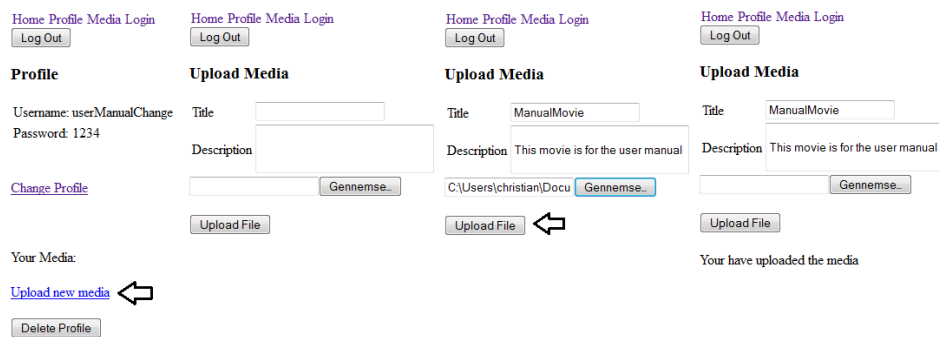 Home Profile Media Login
Log Out
Profile
Username: userManualChange
Password: 1234
Change Profile
Your Media:
Upload new media
Delete Profile
Home Profile Media Login
Log Out
Upload Media
Title
Description
Gennemse..
Upload File
Home Profile Media Login
Log Out
Upload Media
Title ManualMovie
Description This movie is for the user manual
C:\Users\christian\Docu Gennemse..
Upload File
Home Profile Media Login
Log Out
Upload Media
Title ManualMovie
Description This movie is for the user manual
Gennemse..
Upload File
Your have uploaded the media